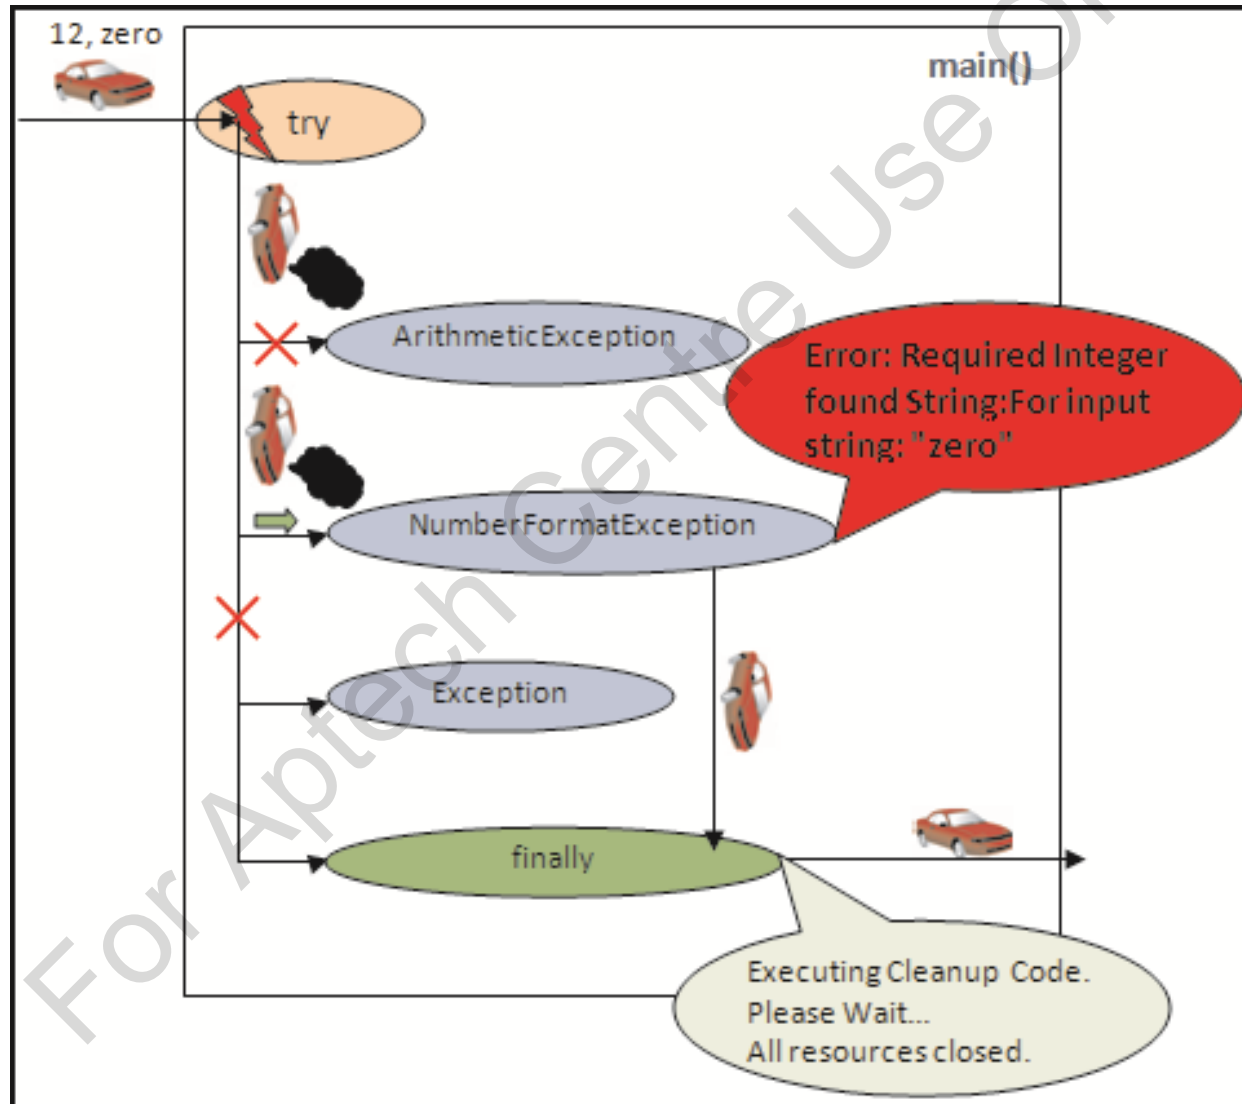 12, zero
main()
try
ArithmeticException
Error: Required Integer
found String:For input
string: "zero"
NumberFormatException
Exception
finally
Executing Cleanup Code.
Please Wait...
All resources closed.
For Aptech Centre Use